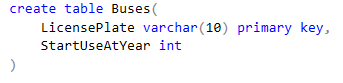 create table Buses(
    LicensePlate varchar(10) primary key,
    StartUseAtYear int
)